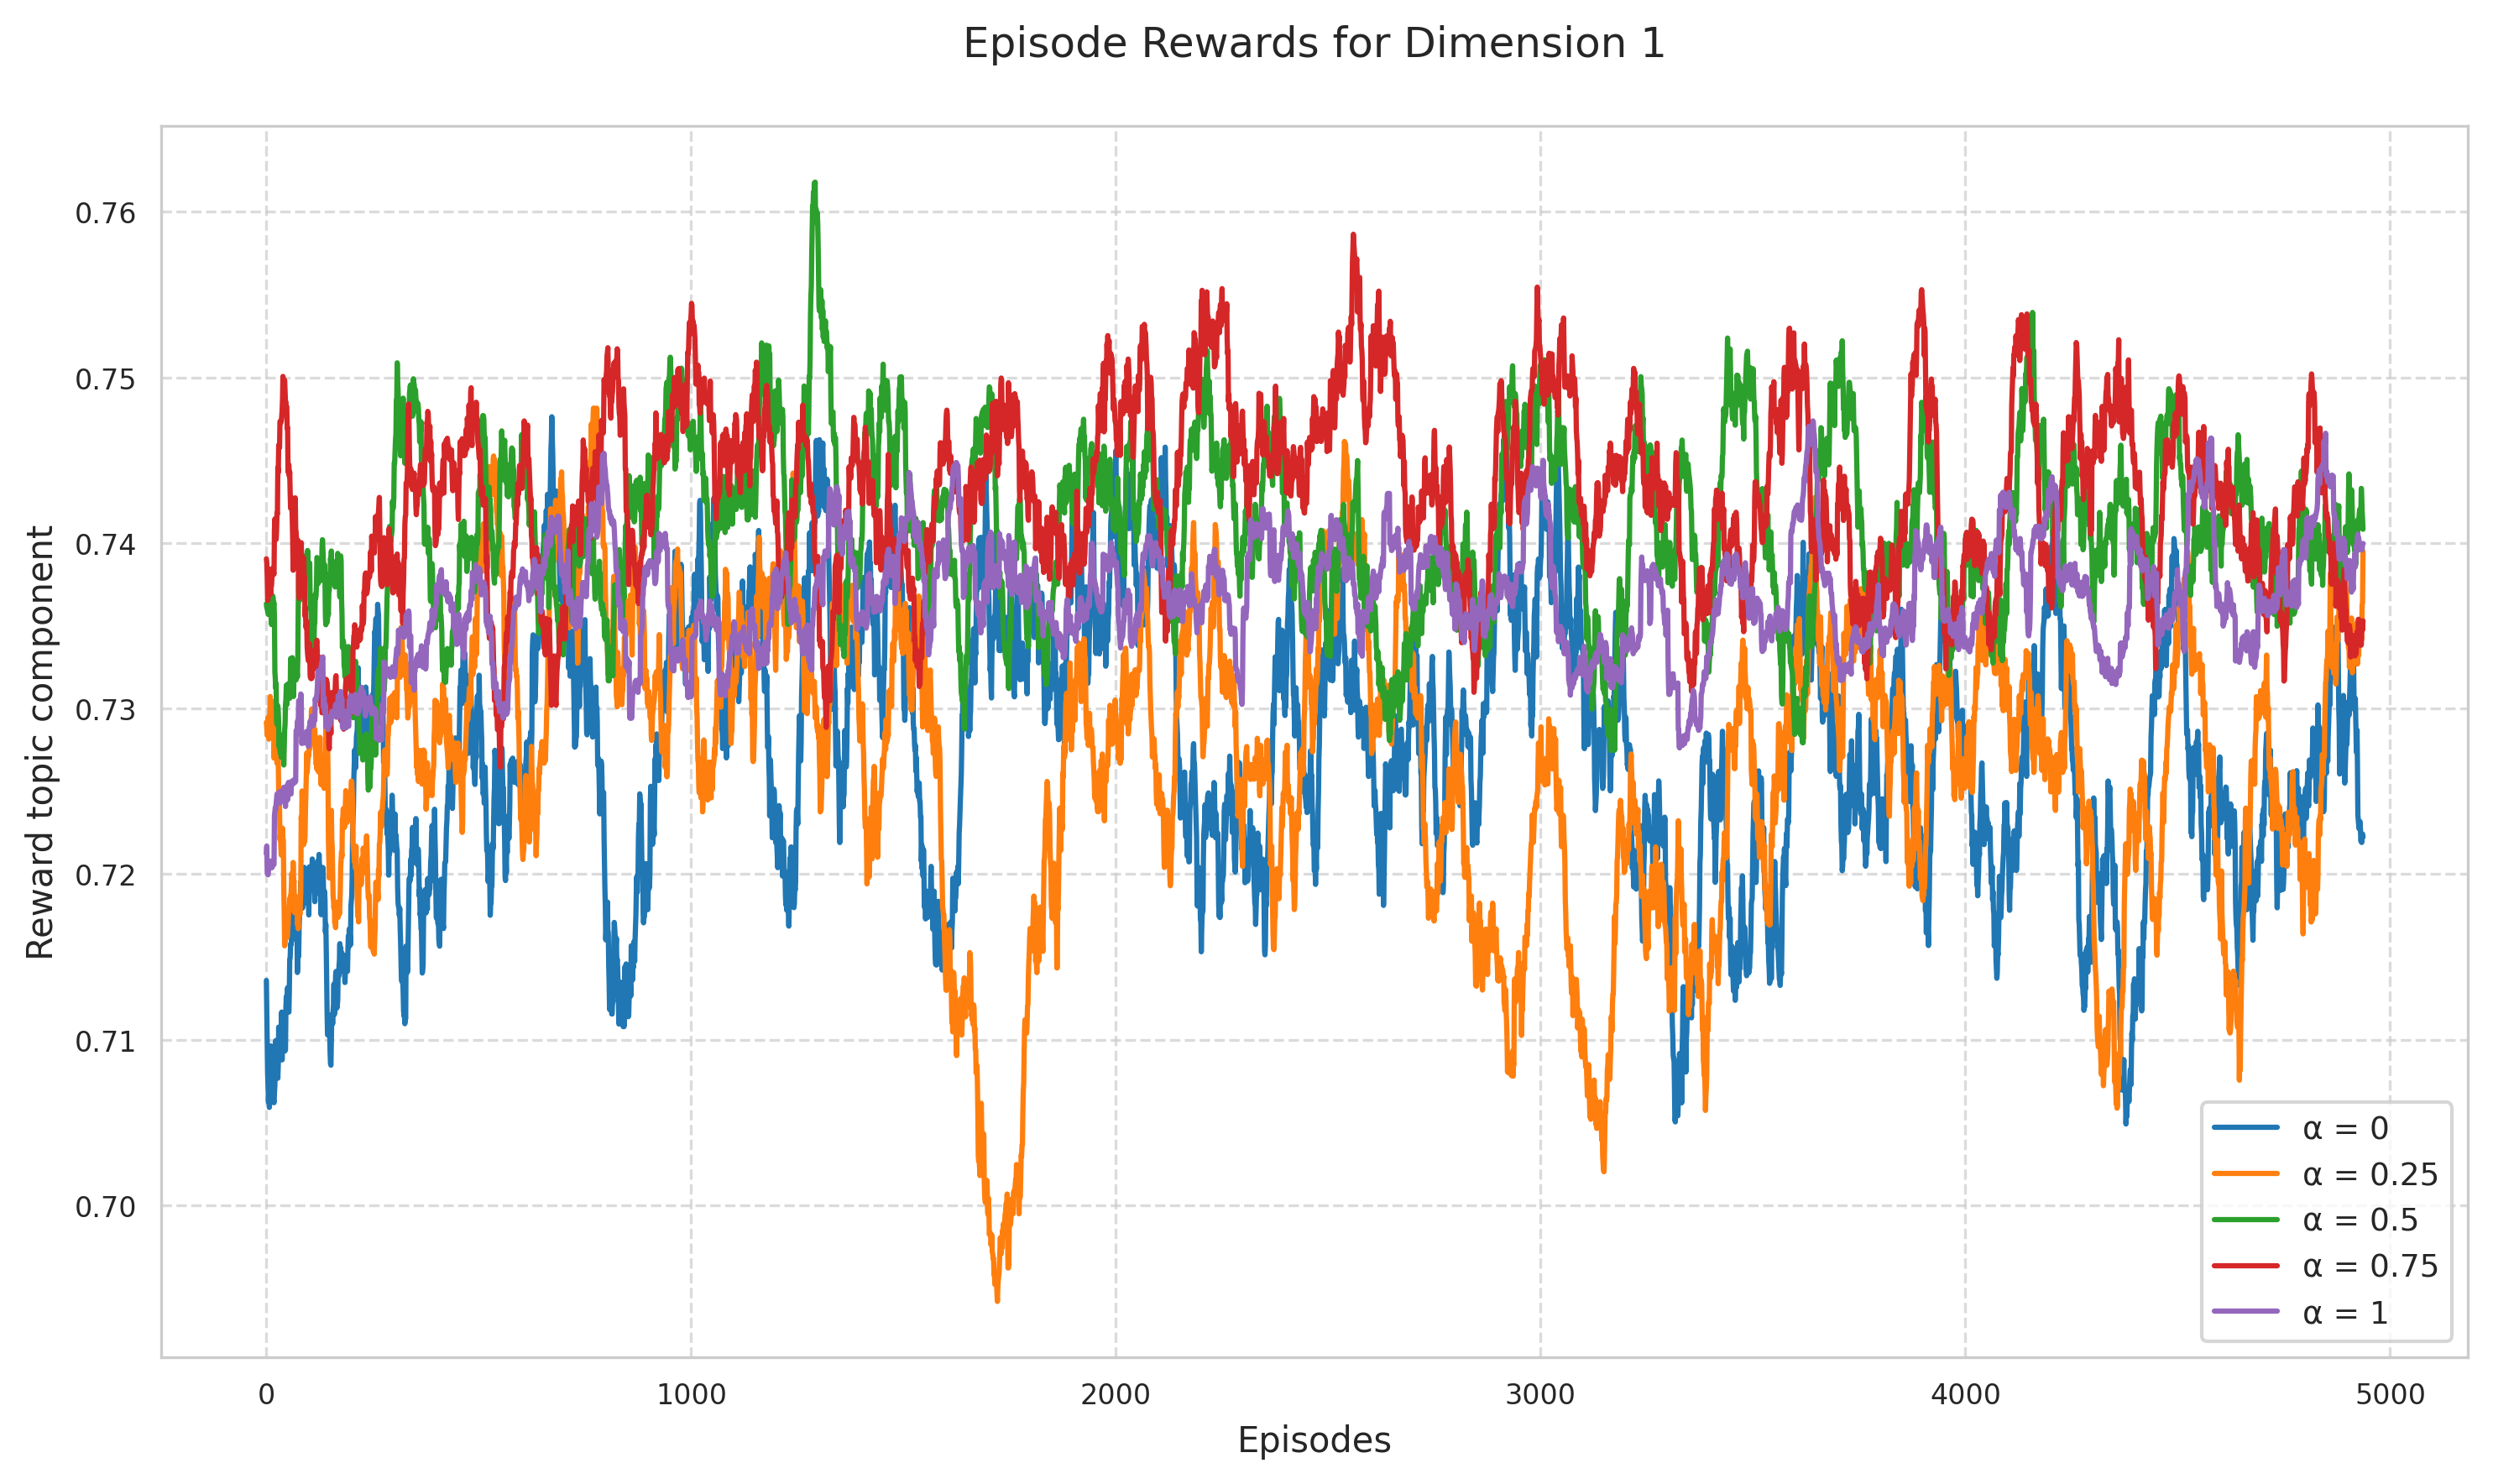 Episode Rewards for Dimension 1
Reward topic component
0.76
0.75
0.74
0.73
0.72
0.71
0.70
0
1000
2000
3000
4000
5000
Episodes
α = 0
α = 0.25
α = 0.5
α = 0.75
α = 1